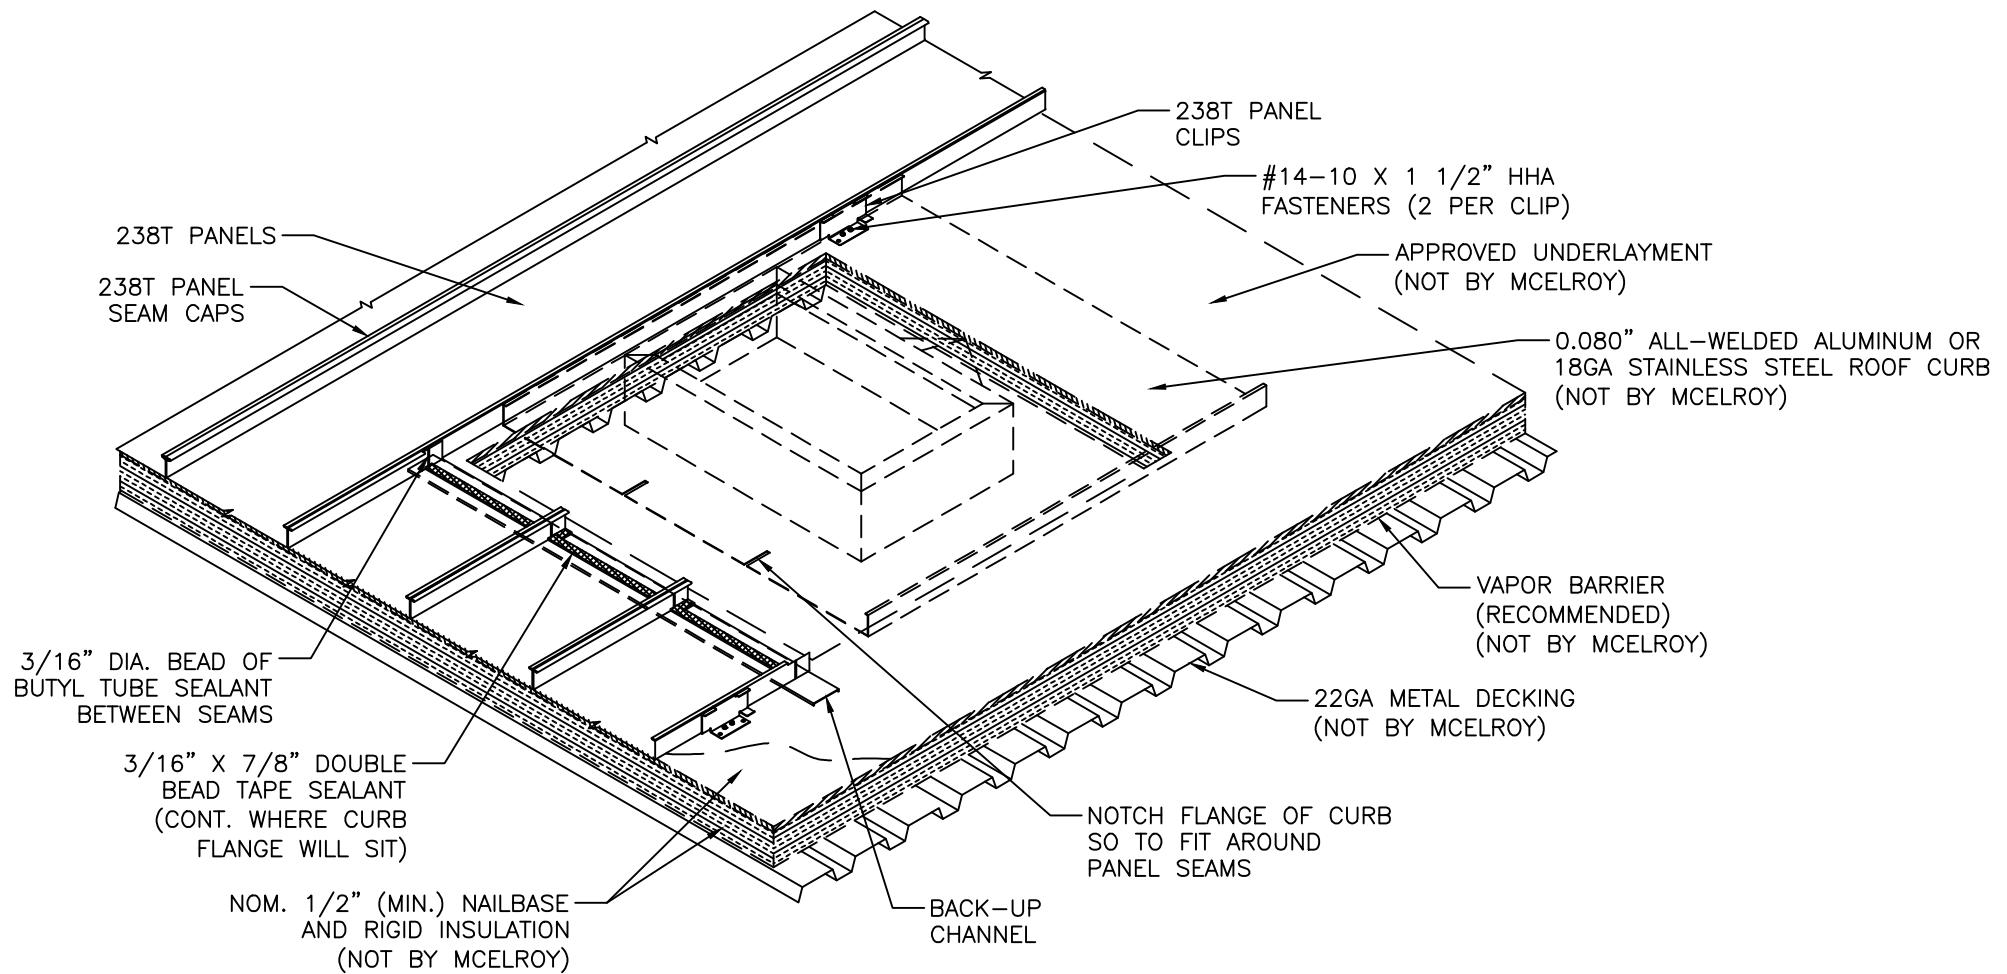 238T PANEL
CLIPS
#14-10 X 1 1/2" HHA
FASTENERS (2 PER CLIP)
238T PANELS
APPROVED UNDERLAYMENT
(NOT BY MCELROY)
238T PANEL
SEAM CAPS
0.080" ALL-WELDED ALUMINUM OR
18GA STAINLESS STEEL ROOF CURB
(NOT BY MCELROY)
VAPOR BARRIER
(RECOMMENDED)
(NOT BY MCELROY)
3/16" DIA. BEAD OF
BUTYL TUBE SEALANT
BETWEEN SEAMS
22GA METAL DECKING
(NOT BY MCELROY)
3/16" X 7/8" DOUBLE
BEAD TAPE SEALANT
(CONT. WHERE CURB
FLANGE WILL SIT)
NOTCH FLANGE OF CURB
SO TO FIT AROUND
PANEL SEAMS
NOM. 1/2" (MIN.) NAILBASE
AND RIGID INSULATION
(NOT BY MCELROY)
BACK-UP
CHANNEL